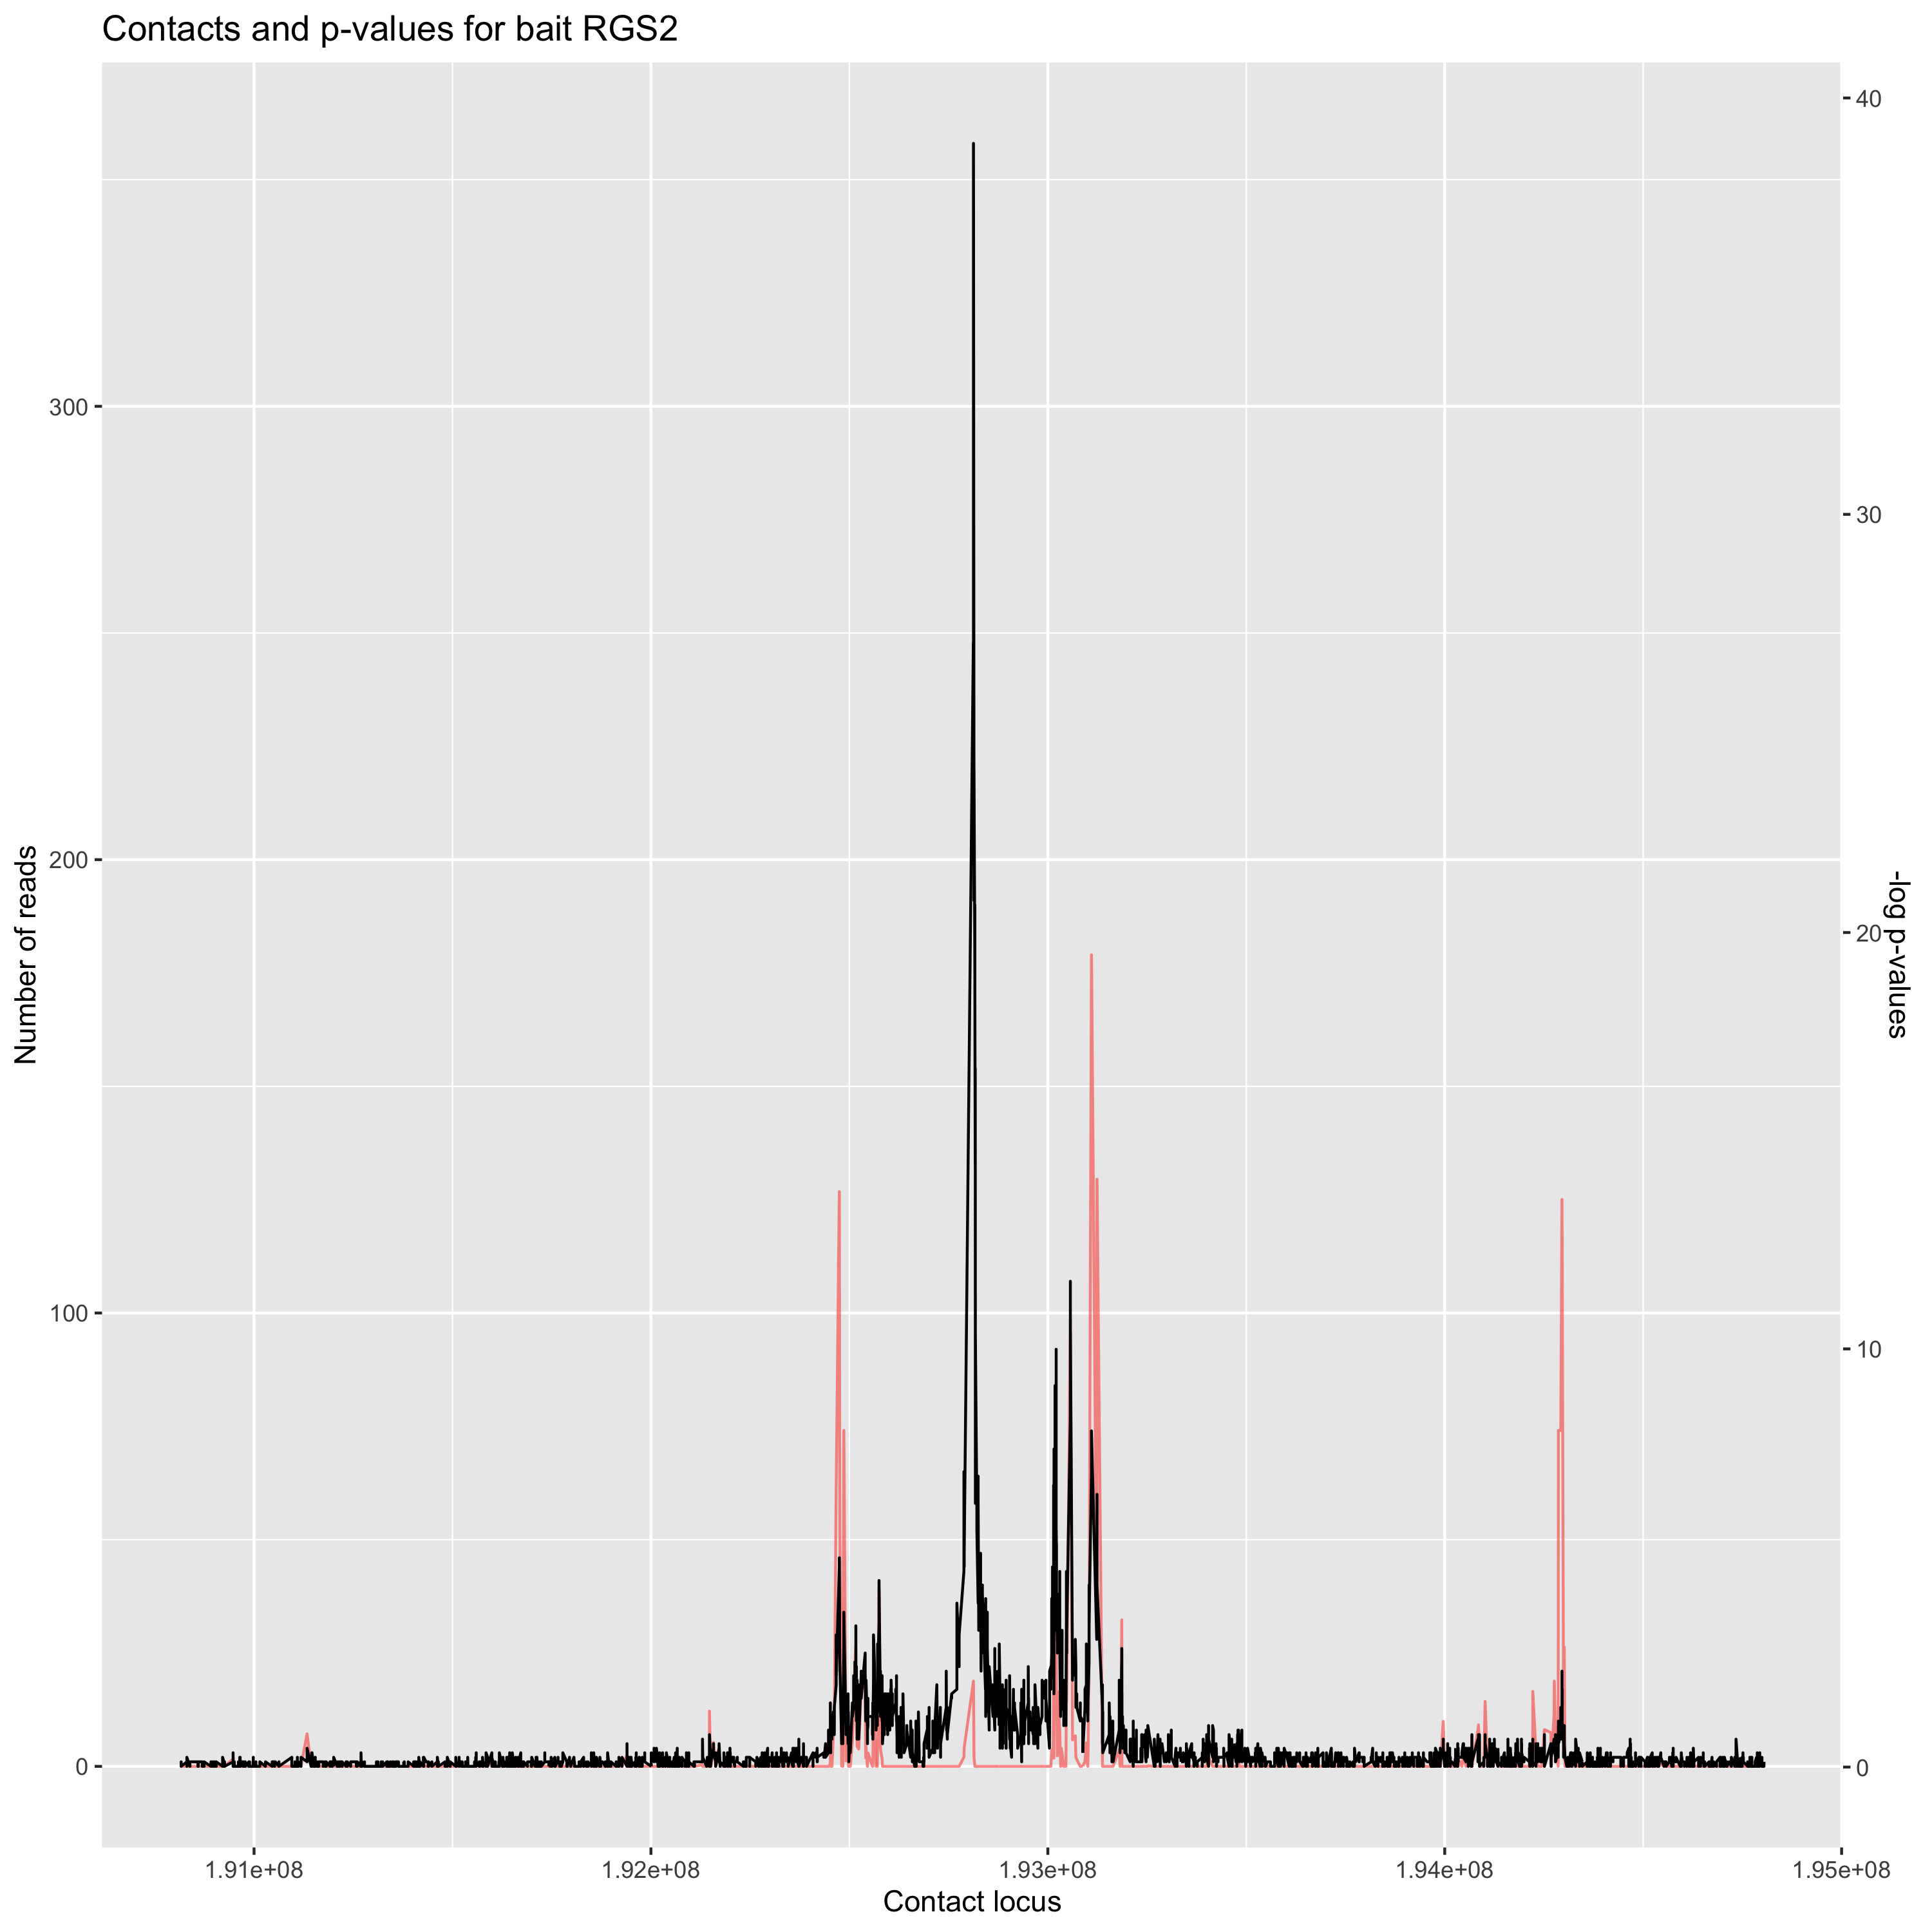 Contacts and p-values for bait RGS2
40
30
20
10
0
300
200
100
0
Number of reads
-log p-values
1.91e+08 1.92e+08 1.93e+08 1.94e+08 1.95e+08
Contact locus